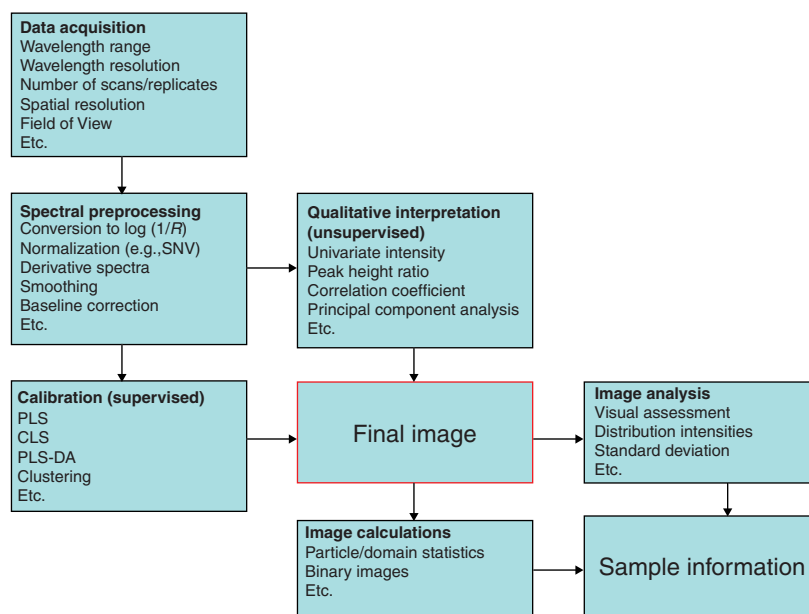 Data acquisition
Wavelength range
Wavelength resolution
Number of scans/replicates
Spatial resolution
Field of View
Etc.
Spectral preprocessing
Conversion to log (1/R)
Normalization (e.g.,SNV)
Derivative spectra
Smoothing
Baseline correction
Etc.
Qualitative interpretation
(unsupervised)
Univariate intensity
Peak height ratio
Correlation coefficient
Principal component analysis
Etc.
Calibration (supervised)
PLS
CLS
PLS-DA
Clustering
Etc.
Final image
Image analysis
Visual assessment
Distribution intensities
Standard deviation
Etc.
Image calculations
Particle/domain statistics
Binary images
Etc.
Sample information